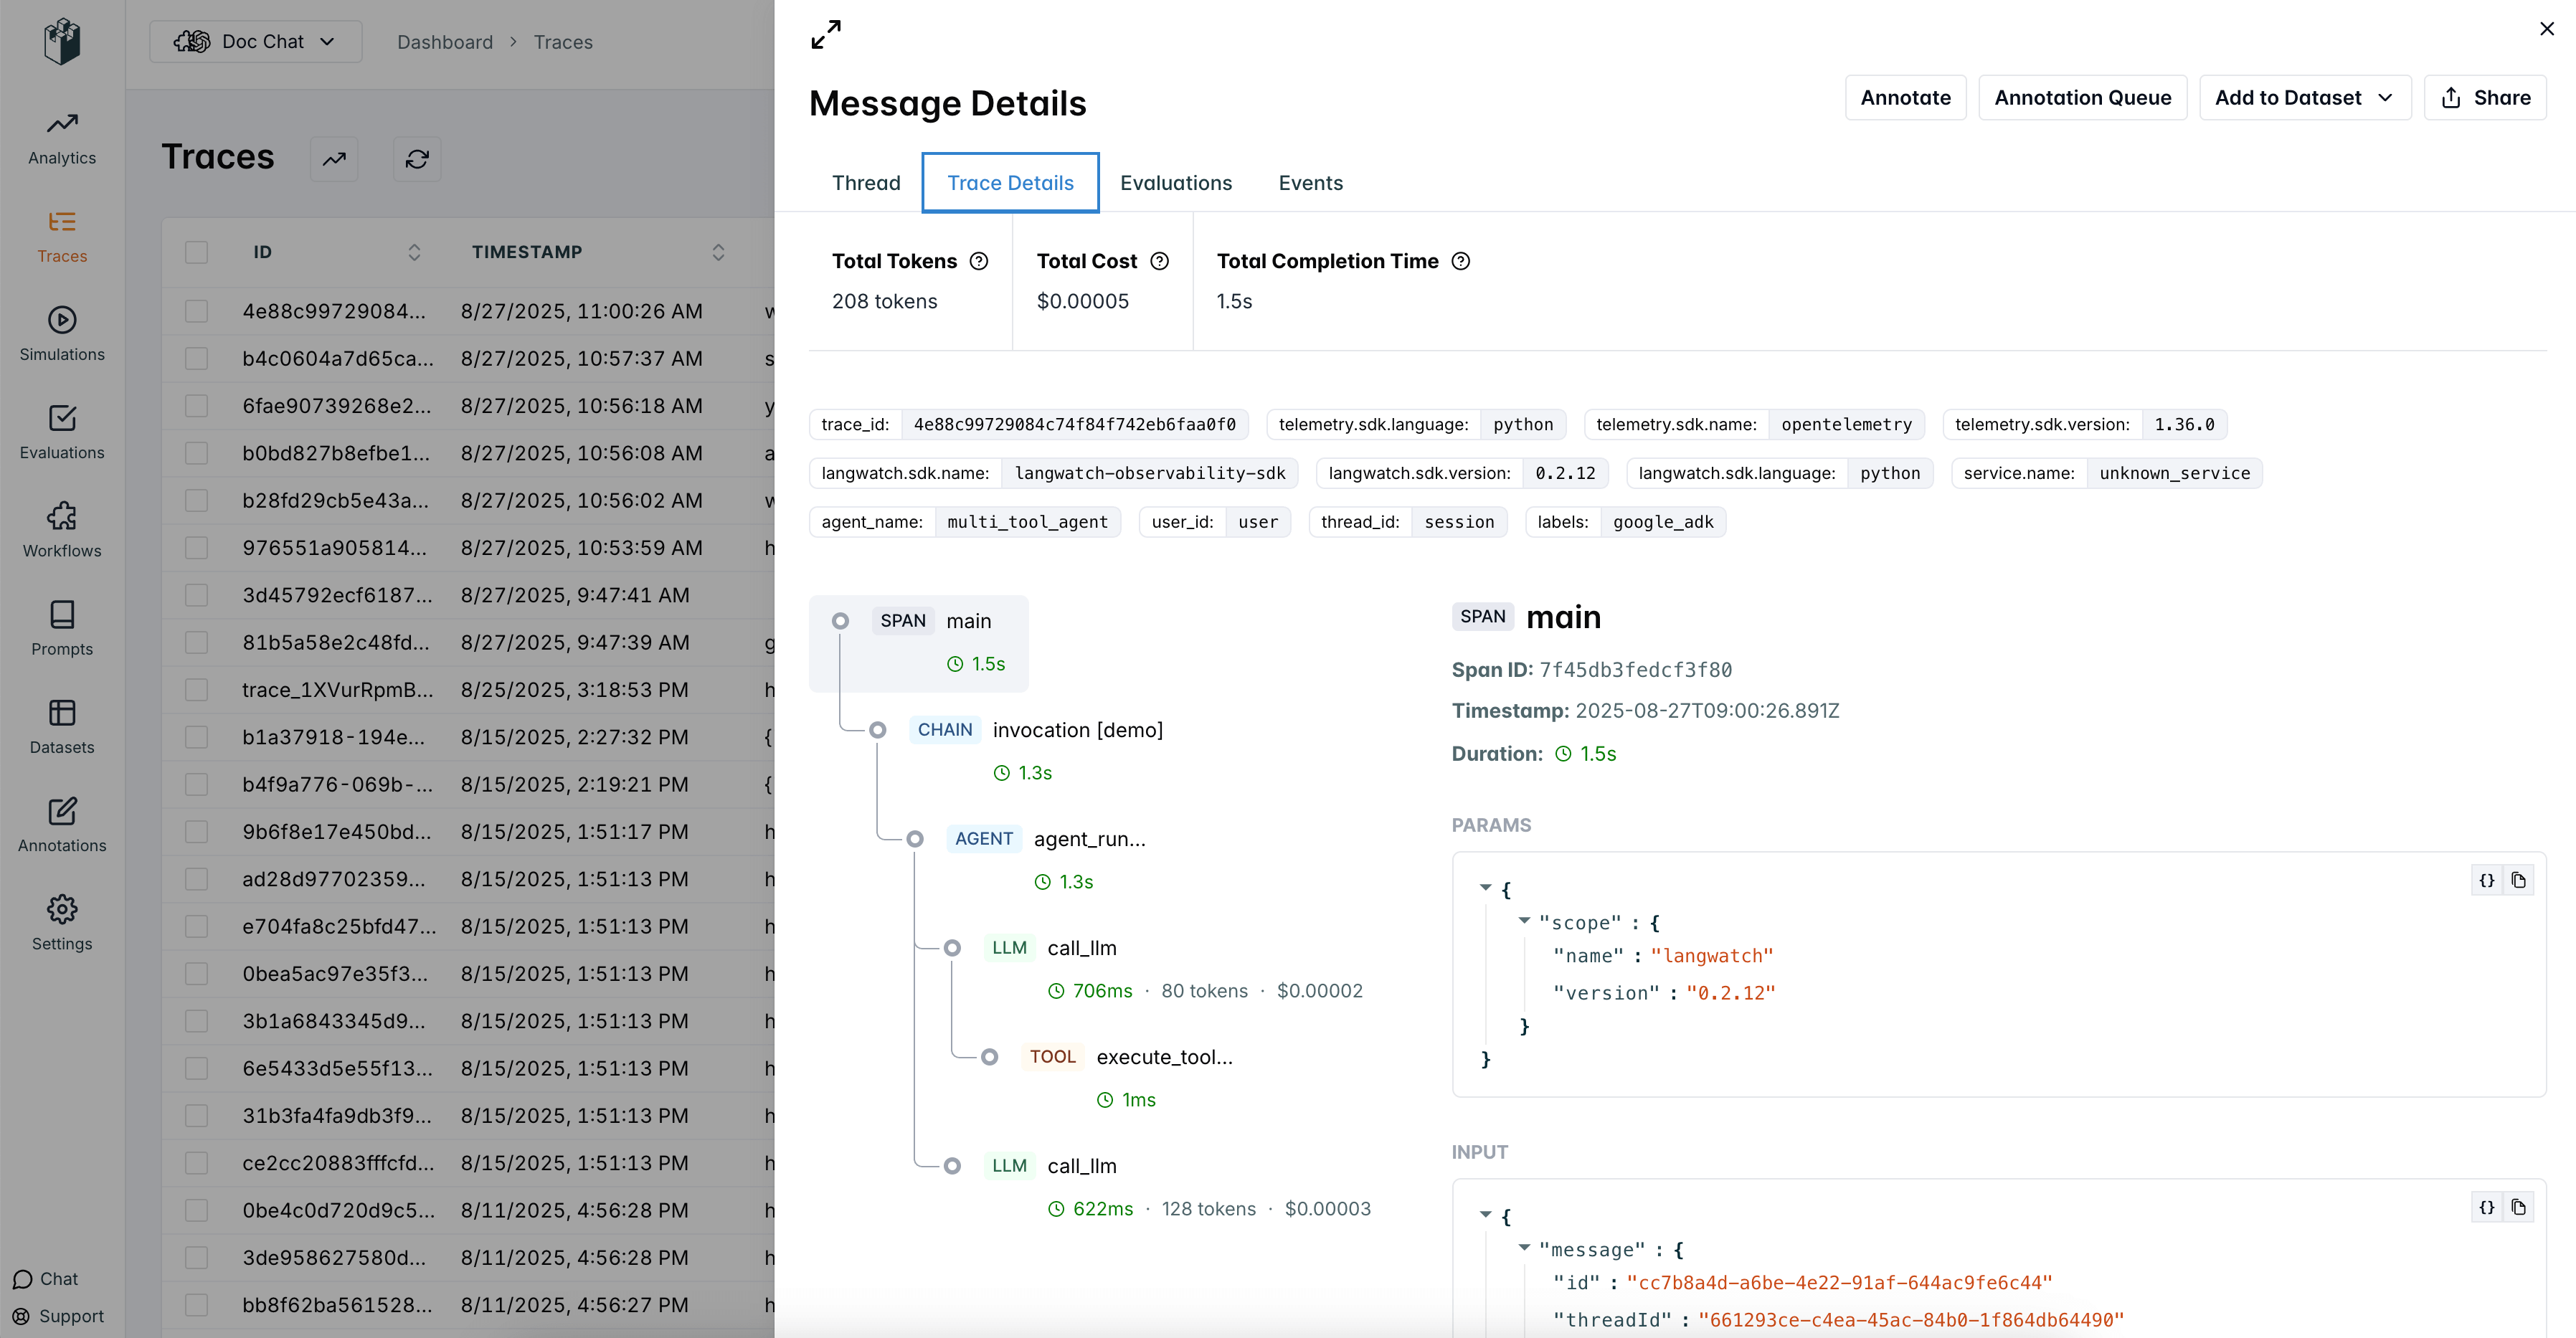 Doc Chat
Dashboard > Traces
Analytics
Traces
Simulations
Evaluations
Workflows
Prompts
Datasets
Annotations
Settings
Chat
Support
Traces
ID TIMESTAMP
4e88c99729084... 8/27/2025, 11:00:26 AM w
b4c0604a7d65ca... 8/27/2025, 10:57:37 AM s
6fae90739268e2... 8/27/2025, 10:56:18 AM y
b0bd827b8efbe1... 8/27/2025, 10:56:08 AM a
b28fd29cb5e43a... 8/27/2025, 10:56:02 AM w
976551a905814... 8/27/2025, 10:53:59 AM h
3d45792ecf6187... 8/27/2025, 9:47:41 AM
81b5a58e2c48fd... 8/27/2025, 9:47:39 AM g
trace_1XVurRpmB... 8/25/2025, 3:18:53 PM h
b1a37918-194e... 8/15/2025, 2:27:32 PM {
b4f9a776-069b-... 8/15/2025, 2:19:21 PM {
9b6f8e17e450bd... 8/15/2025, 1:51:17 PM h
ad28d97702359... 8/15/2025, 1:51:13 PM h
e704fa8c25bfd47... 8/15/2025, 1:51:13 PM h
0bea5ac97e35f3... 8/15/2025, 1:51:13 PM h
3b1a6843345d9... 8/15/2025, 1:51:13 PM h
6e5433d5e55f13... 8/15/2025, 1:51:13 PM h
31b3fa4fa9db3f9... 8/15/2025, 1:51:13 PM h
ce2cc20883fffcfd... 8/15/2025, 1:51:13 PM h
0be4c0d720d9c5... 8/11/2025, 4:56:28 PM h
3de958627580d... 8/11/2025, 4:56:28 PM h
bb8f62ba561528... 8/11/2025, 4:56:27 PM h
Message Details
Annotate Annotation Queue Add to Dataset Share
Thread Trace Details Evaluations Events
Total Tokens Total Cost Total Completion Time
208 tokens $0.00005 1.5s
trace_id: 4e88c99729084c74f84f742eb6faa0f0 telemetry.sdk.language: python telemetry.sdk.name: opentelemetry telemetry.sdk.version: 1.36.0
langwatch.sdk.name: langwatch-observability-sdk langwatch.sdk.version: 0.2.12 langwatch.sdk.language: python service.name: unknown_service
agent_name: multi_tool_agent user_id: user thread_id: session labels: google_adk
SPAN main
1.5s
CHAIN invocation [demo]
1.3s
AGENT agent_run...
1.3s
LLM call_llm
706ms · 80 tokens · $0.00002
TOOL execute_tool...
1ms
LLM call_llm
622ms · 128 tokens · $0.00003
SPAN main
Span ID: 7f45db3fedcf3f80
Timestamp: 2025-08-27T09:00:26.891Z
Duration: 1.5s
PARAMS
{
"scope" : {
"name" : "langwatch"
"version" : "0.2.12"
}
}
INPUT
{
"message" : {
"id" : "cc7b8a4d-a6be-4e22-91af-644ac9fe6c44"
"threadId" : "661293ce-c4ea-45ac-84b0-1f864db64490"